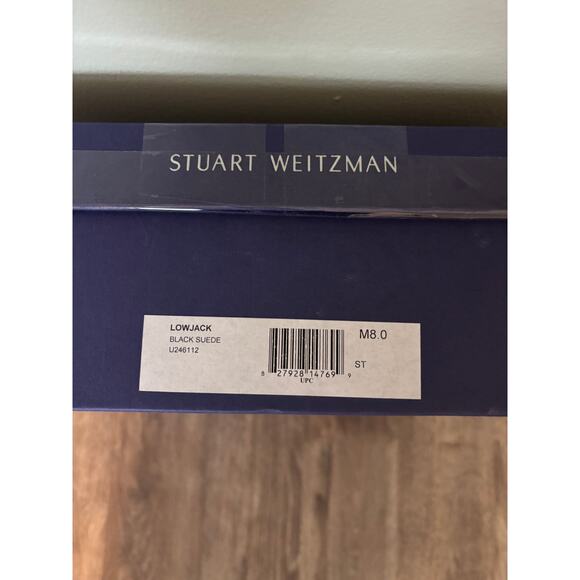 STUART WEITZMAN
LOWJACK
BLACK SUEDE
U246112
M8.0
ST
8 27928 14769 9
UPC